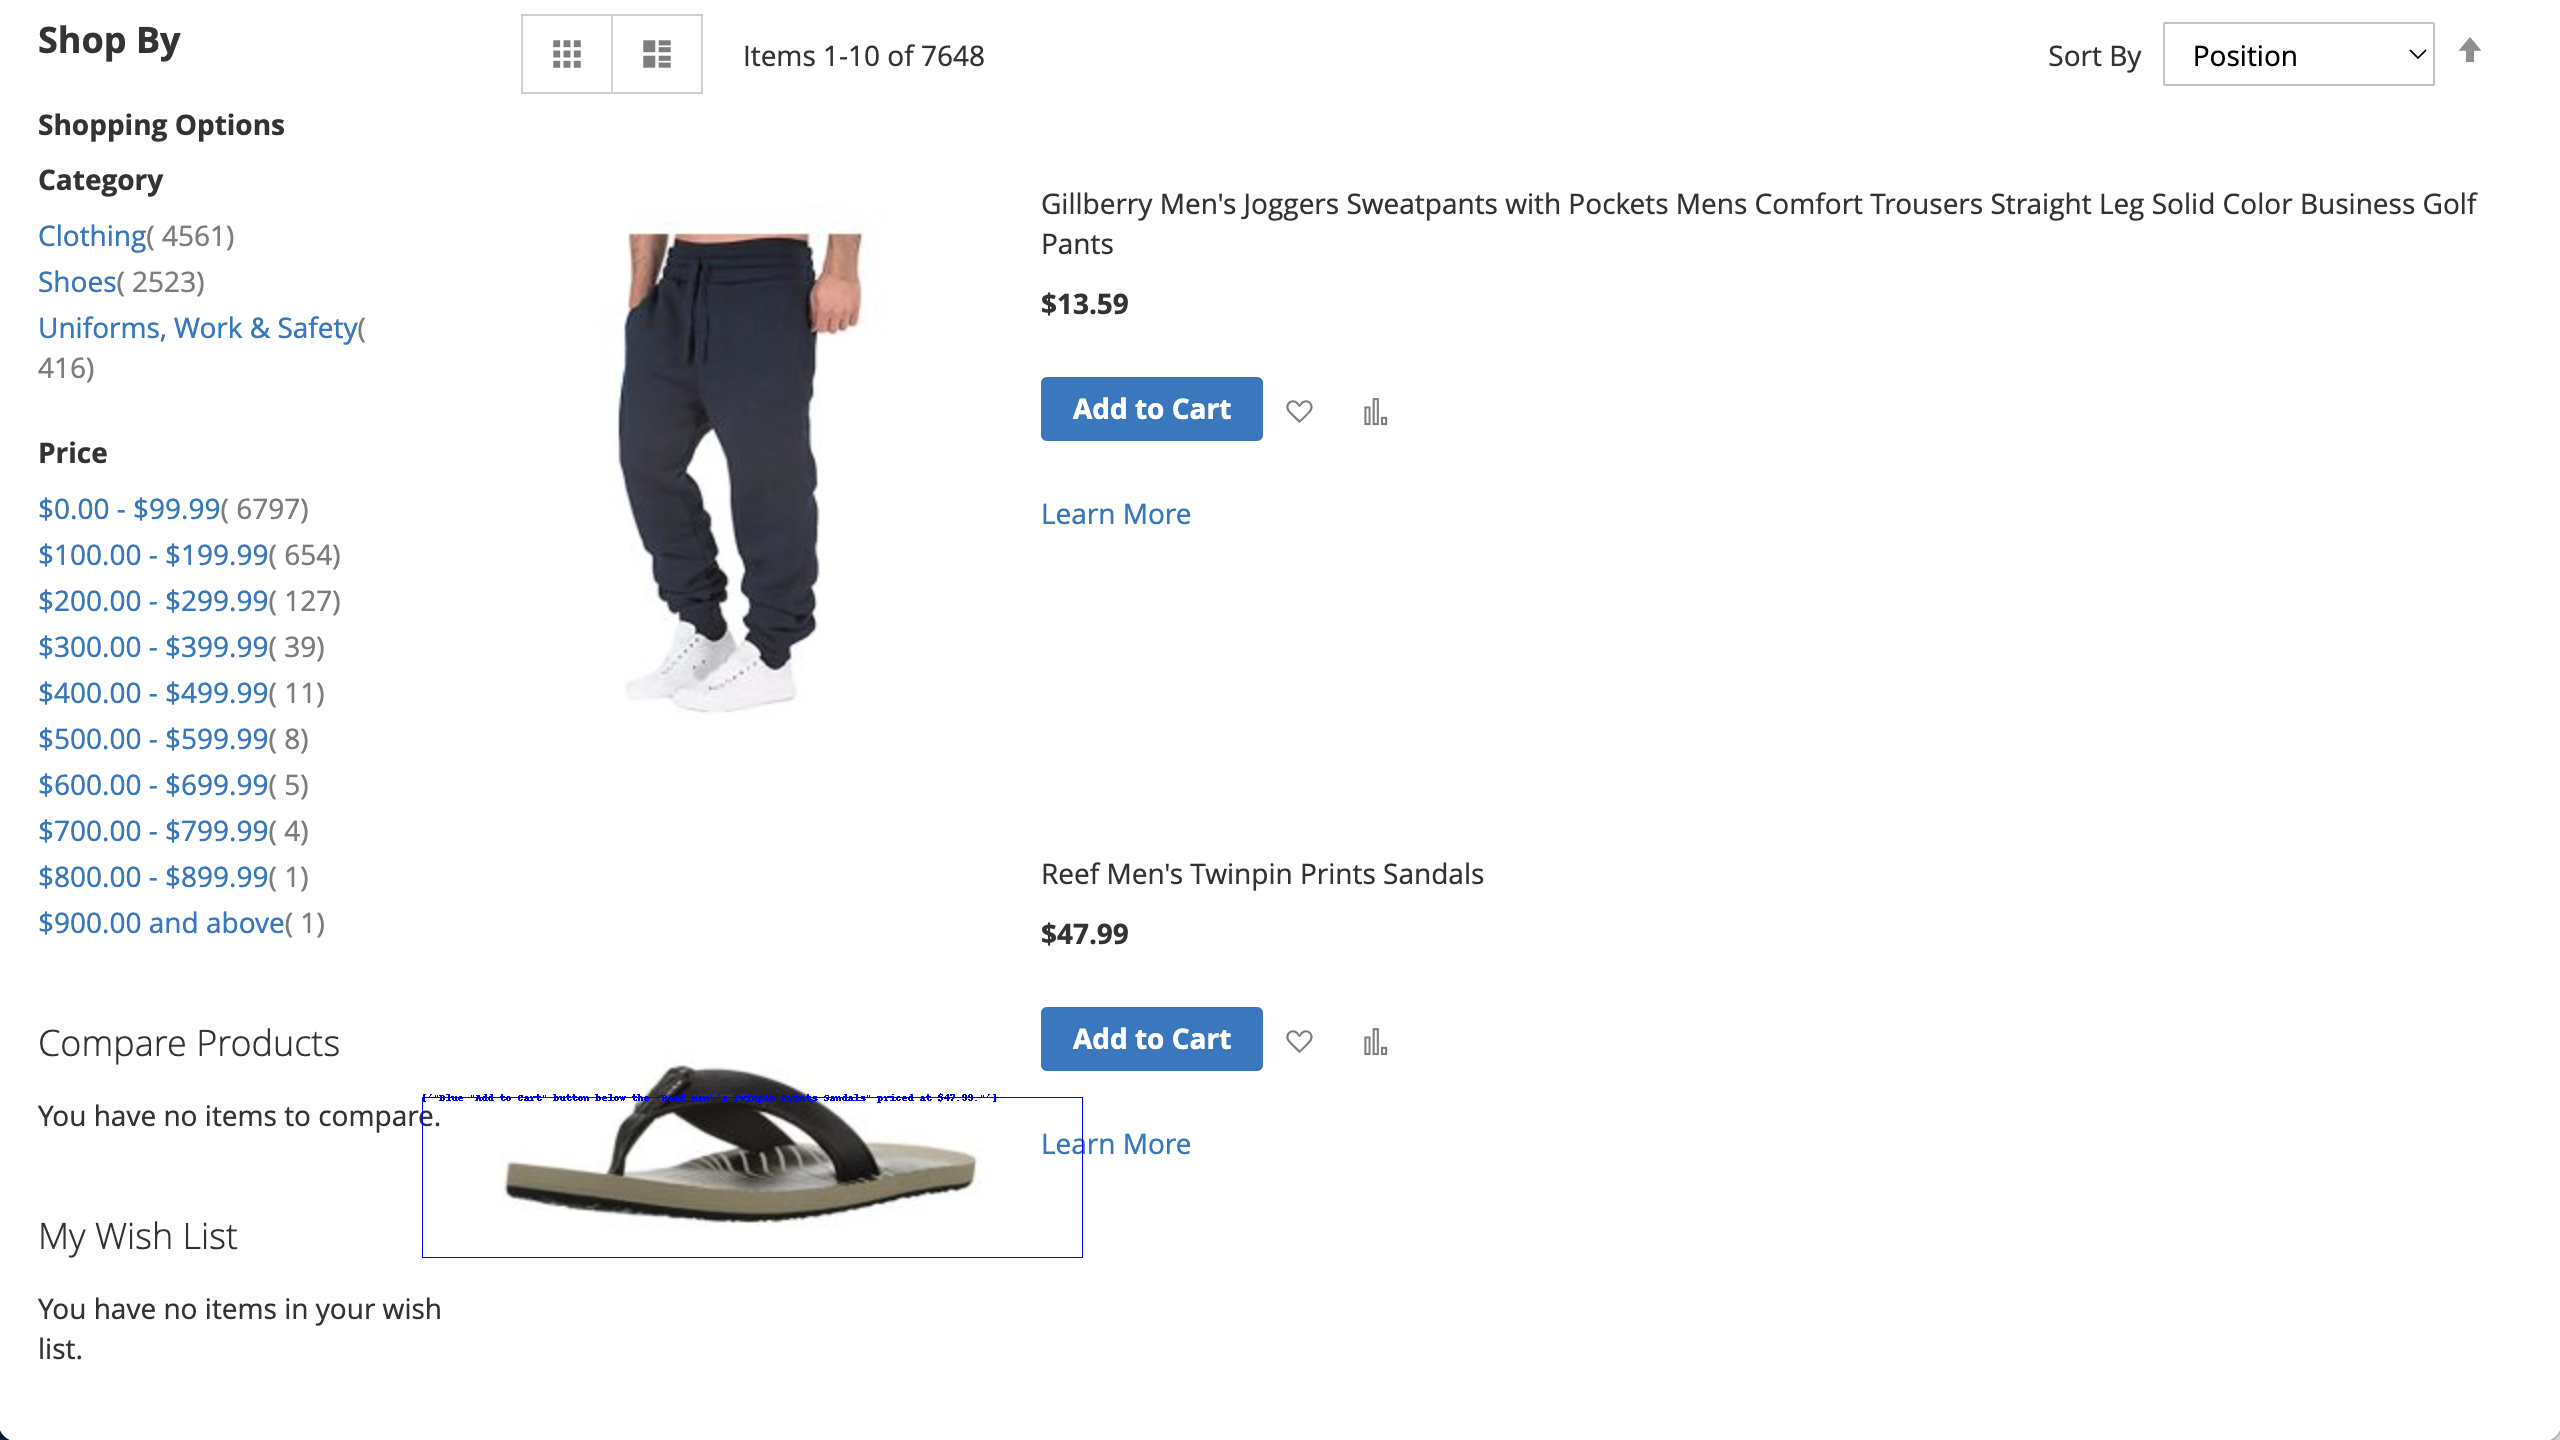 Shop By
Items 1-10 of 7648
Sort By
Position
Shopping Options
Category
Clothing( 4561)
Shoes( 2523)
Uniforms, Work & Safety(
416)
Price
$0.00 - $99.99( 6797)
$100.00 - $199.99( 654)
$200.00 - $299.99( 127)
$300.00 - $399.99( 39)
$400.00 - $499.99( 11)
$500.00 - $599.99( 8)
$600.00 - $699.99( 5)
$700.00 - $799.99( 4)
$800.00 - $899.99( 1)
$900.00 and above( 1)
Compare Products
You have no items to compare.
My Wish List
You have no items in your wish
list.
Gillberry Men's Joggers Sweatpants with Pockets Mens Comfort Trousers Straight Leg Solid Color Business Golf
Pants
$13.59
Add to Cart
Learn More
Reef Men's Twinpin Prints Sandals
$47.99
Add to Cart
Learn More
['"Blue "Add to Cart" button below the Sandals" priced at $47.99."']